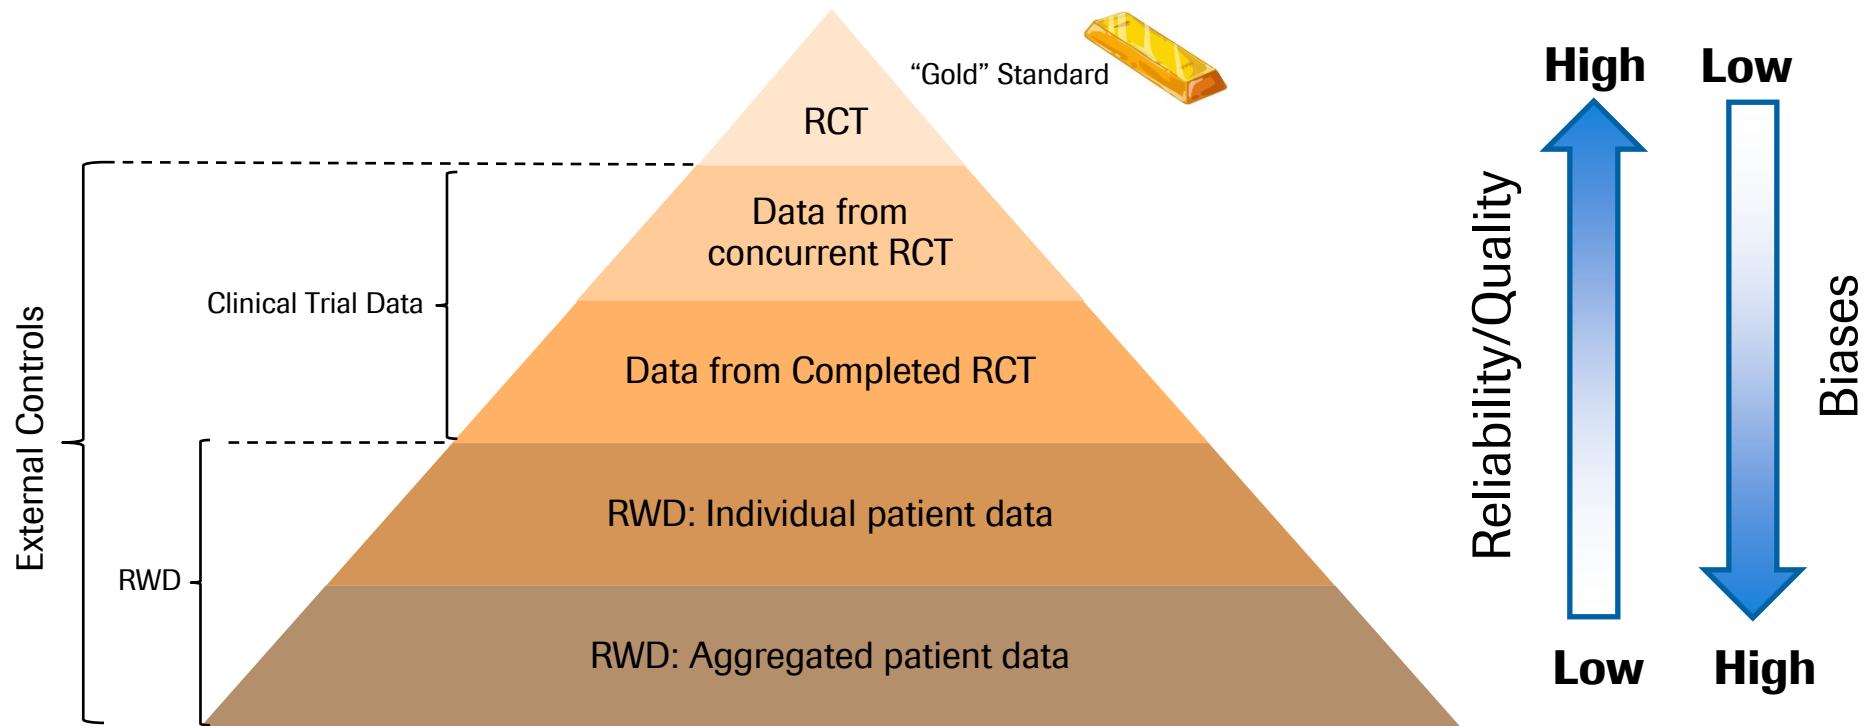 “Gold” Standard
High
Low
RCT
Data from
concurrent RCT
Clinical Trial Data
External Controls
Data from Completed RCT
Reliability/Quality
Biases
RWD: Individual patient data
RWD
RWD: Aggregated patient data
Low
High